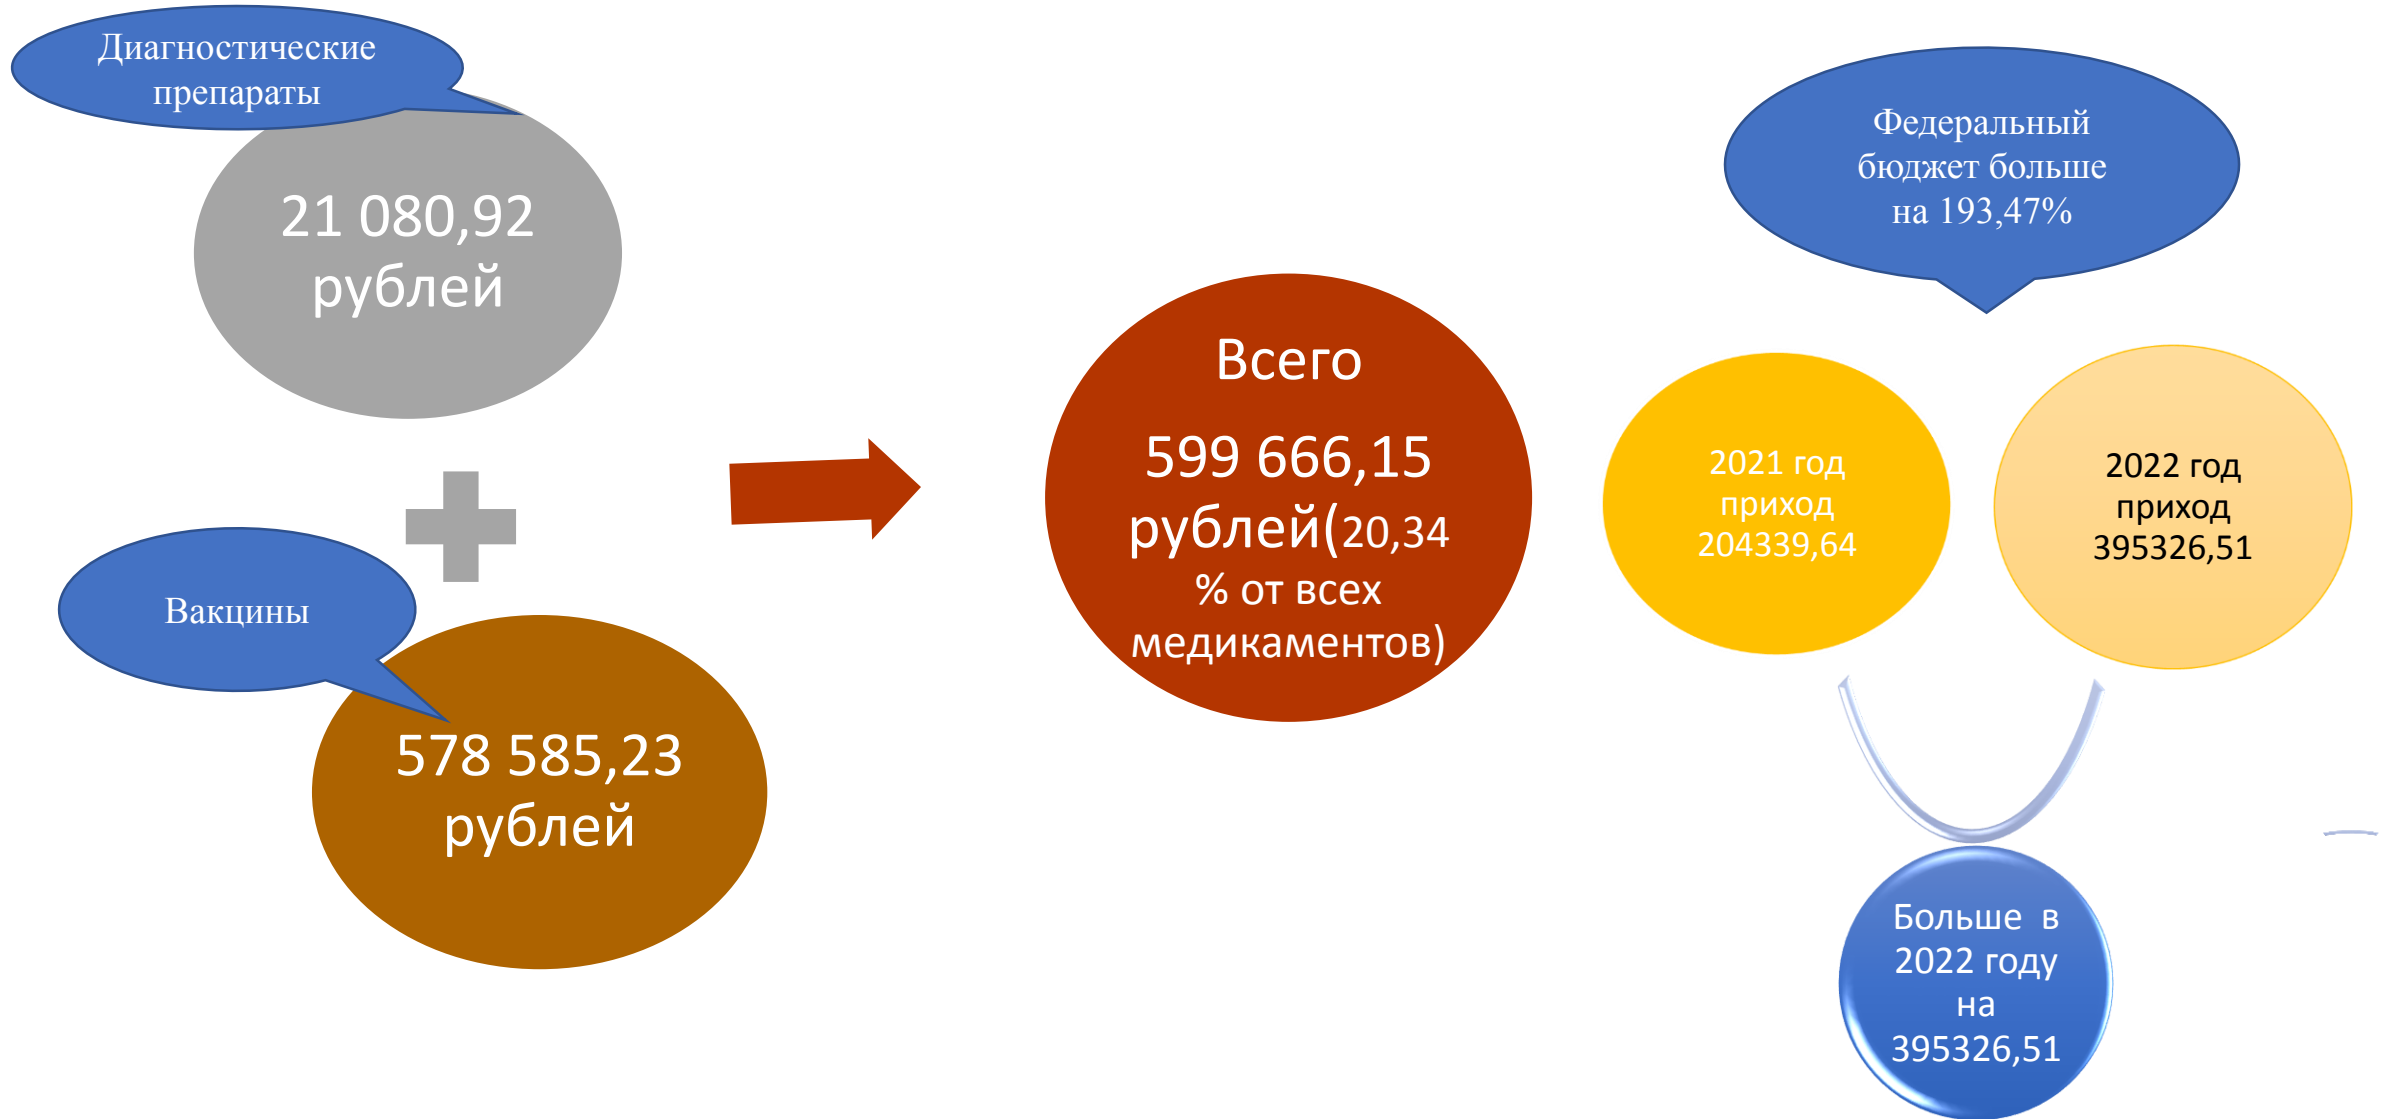 Диагностические
препараты
21 080,92
рублей
Вакцины
578 585,23
рублей
Всего
599 666,15
рублей(20,34
% от всех
медикаментов)
Федеральный
бюджет больше
на 193,47%
2021 год
приход
204339,64
2022 год
приход
395326,51
Больше  в
2022 году
на
395326,51